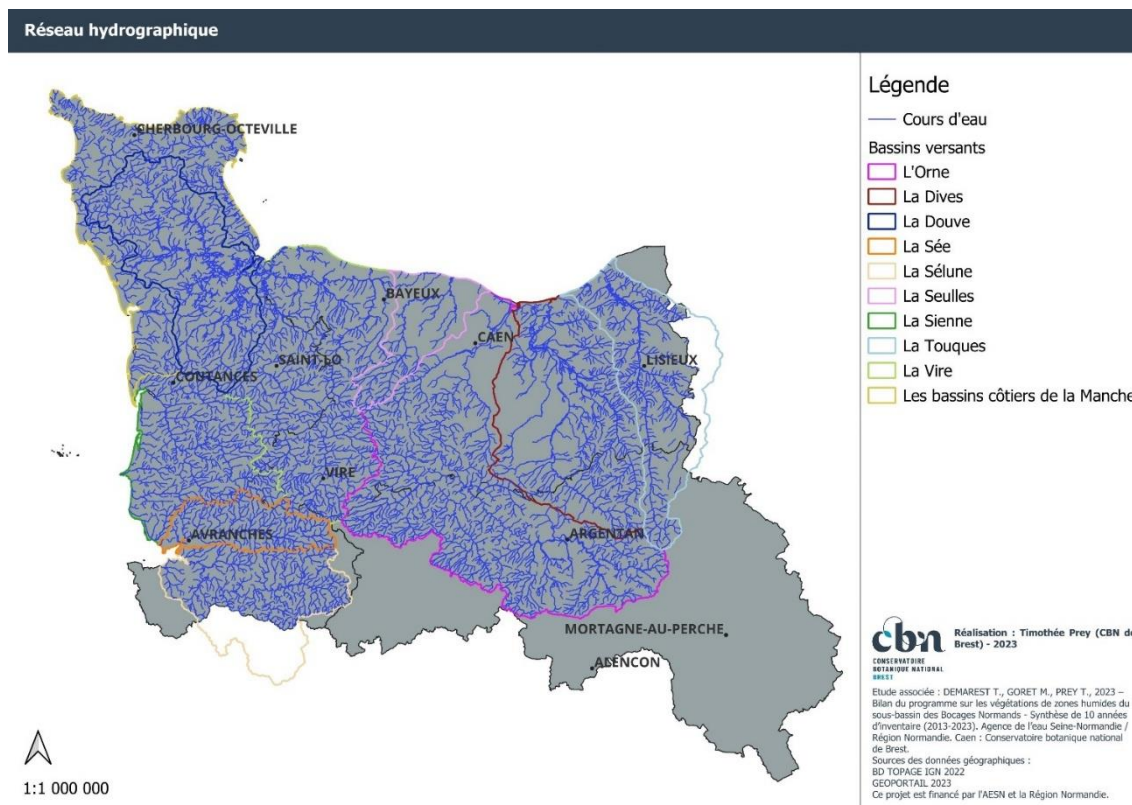 Réseau hydrographique
CHERBOURG-OCTEVILLE
BAYEUX
CAEN
SAINT-LO
LISIEUX
COUTANCES
VIRE
AVRANCHES
ARGENTAN
MORTAGNE-AU-PERCHE
ALENCON
1:1 000 000
Légende
Cours d'eau
Bassins versants
L'Orne
La Dives
La Douve
La Sée
La Sélune
La Seulles
La Sienne
La Touques
La Vire
Les bassins côtiers de la Manche
cbn
CONSERVATOIRE
BOTANIQUE NATIONAL
BREST
Réalisation : Timothée Prey (CBN de
Brest) - 2023
Etude associée : DEMAREST T., GORET M., PREY T., 2023 –
Bilan du programme sur les végétations de zones humides du
sous-bassin des Bocages Normands - Synthèse de 10 années
d'inventaire (2013-2023). Agence de l'eau Seine-Normandie /
Région Normandie. Caen : Conservatoire botanique national
de Brest.
Sources des données géographiques :
BD TOPAGE IGN 2022
GEOPORTAIL 2023
Ce projet est financé par l'AESN et la Région Normandie.